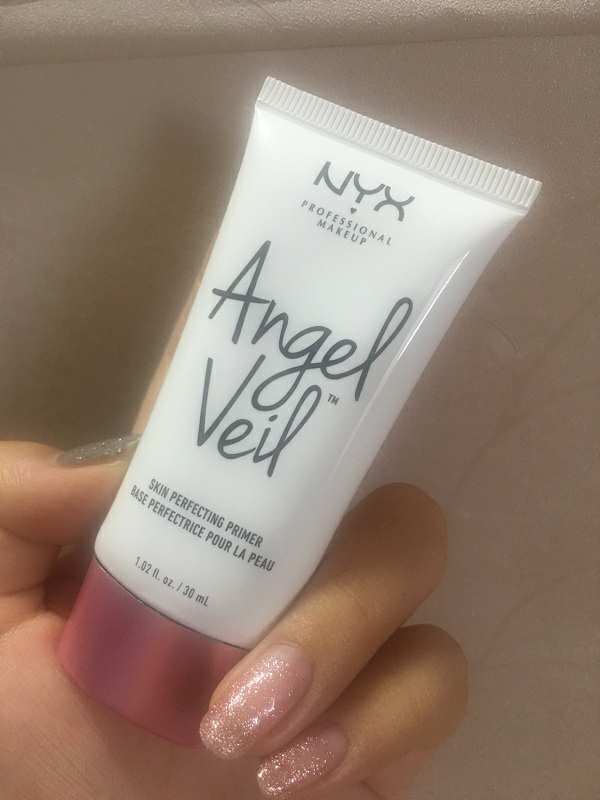 NYX
PROFESSIONAL
MAKEUP
Angel
Veil™
SKIN PERFECTING PRIMER
BASE PERFECTRICE POUR LA PEAU
1.02 fl. oz. / 30 mL